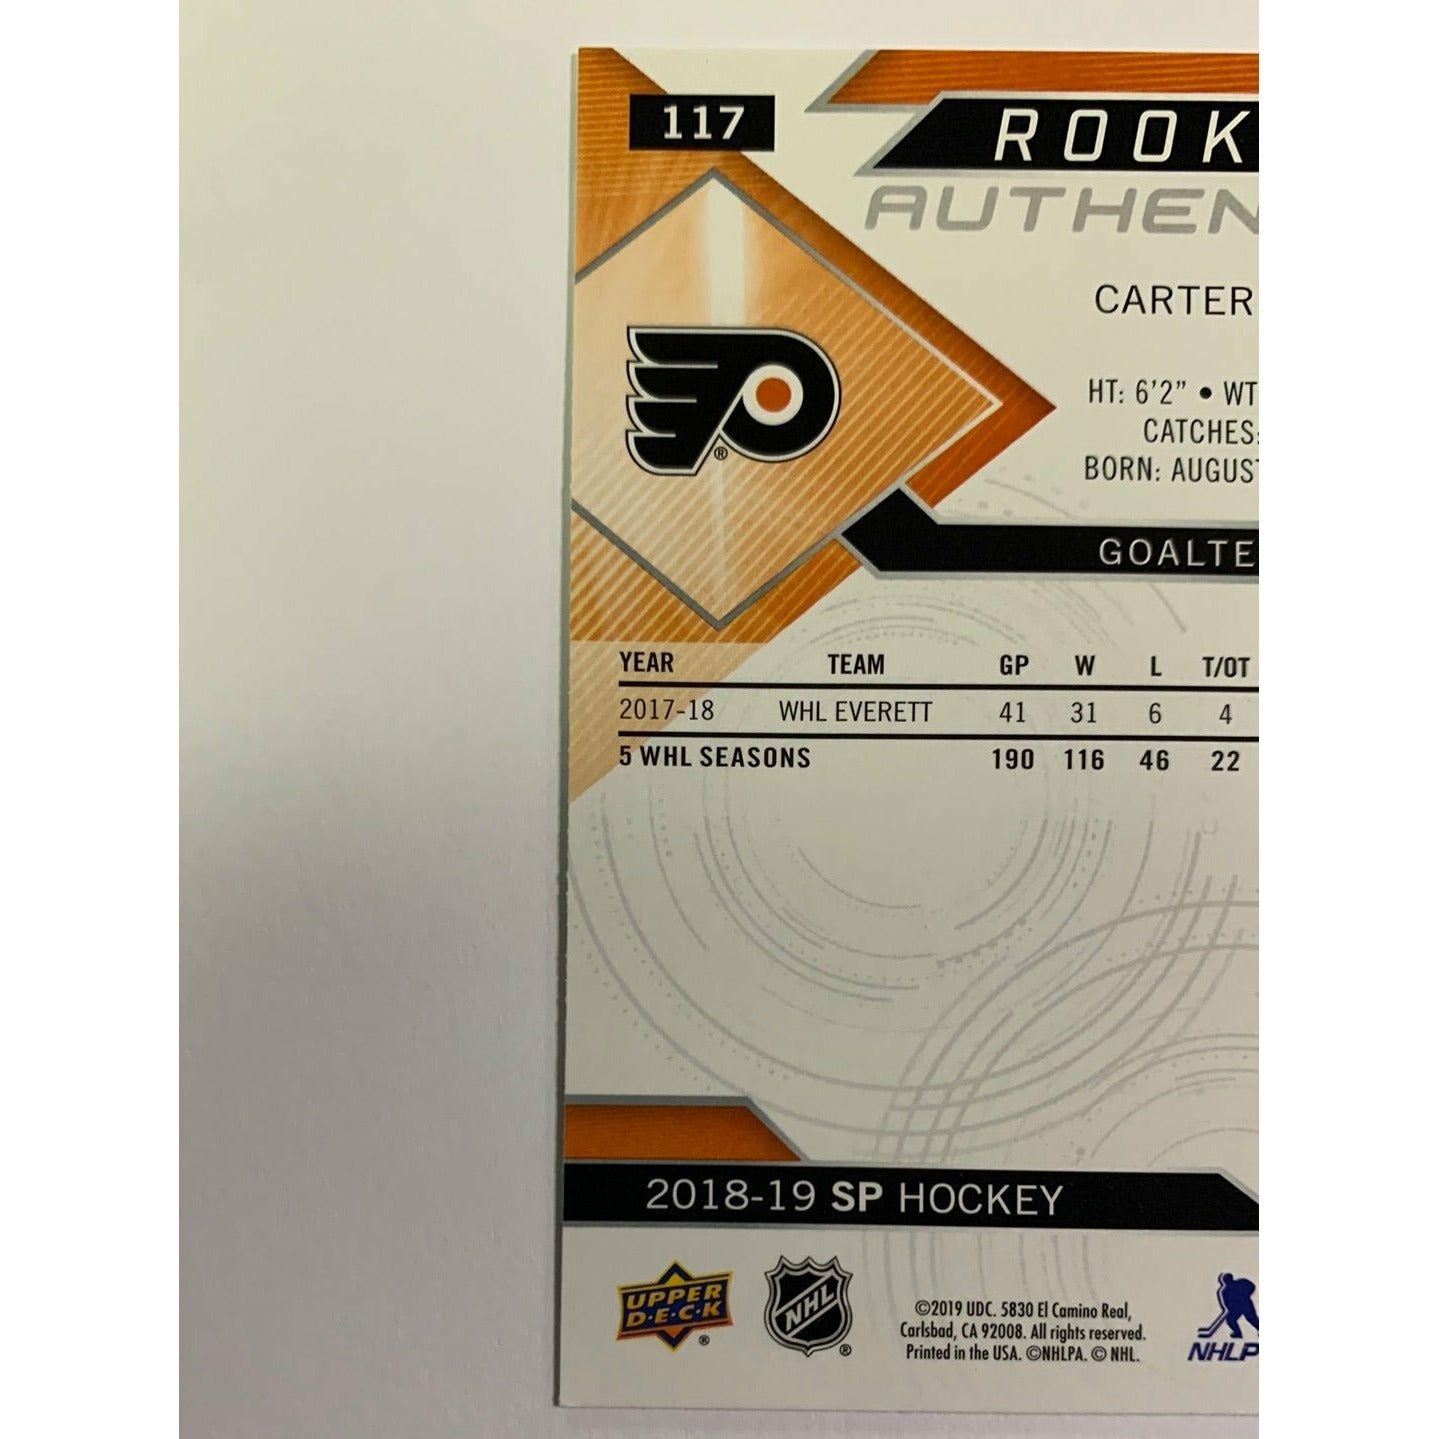 117
ROOK
AUTHEN
CARTER
HT: 6'2" • WT
CATCHES:
BORN: AUGUST
GOALTE
YEAR TEAM GP W L T/OT
2017-18 WHL EVERETT 41 31 6 4
5 WHL SEASONS 190 116 46 22
2018-19 SP HOCKEY
UPPER
D•E•C•K
®
NHL
®
©2019 UDC. 5830 El Camino Real,
Carlsbad, CA 92008. All rights reserved.
Printed in the USA. ©NHLPA. © NHL.
NHLP